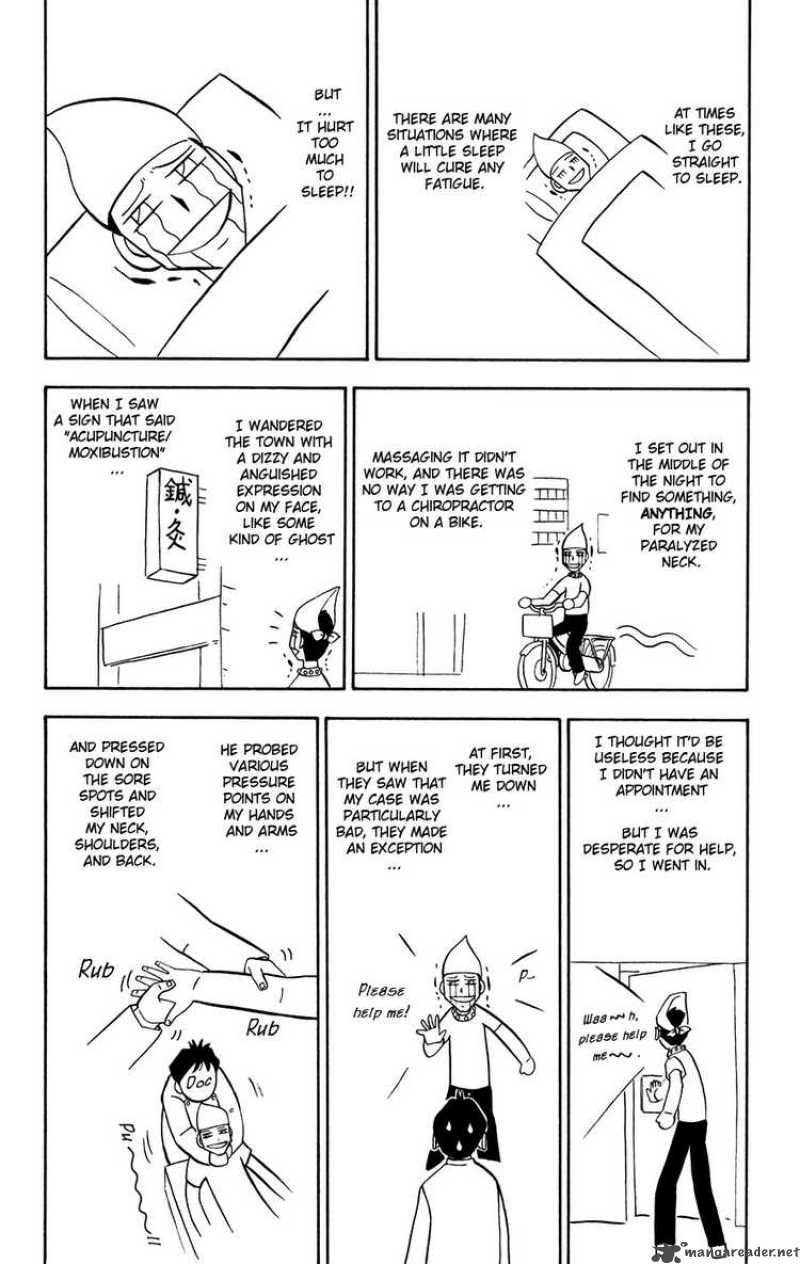 AT TIMES
LIKE THESE,
I GO
STRAIGHT
TO SLEEP.
THERE ARE MANY
SITUATIONS WHERE
A LITTLE SLEEP
WILL CURE ANY
FATIGUE.
BUT
...
IT HURT
TOO
MUCH
TO
SLEEP!!
I SET OUT IN
THE MIDDLE OF
THE NIGHT TO
FIND SOMETHING,
ANYTHING,
FOR MY
PARALYZED
NECK.
MASSAGING IT DIDN'T
WORK, AND THERE WAS
NO WAY I WAS GETTING
TO A CHIROPRACTOR
ON A BIKE.
I WANDERED
THE TOWN WITH
A DIZZY AND
ANGUISHED
EXPRESSION
ON MY FACE,
LIKE SOME
KIND OF GHOST
...
WHEN I SAW
A SIGN THAT SAID
"ACUPUNCTURE/
MOXIBUSTION"
...
鍼・灸
I THOUGHT IT'D BE
USELESS BECAUSE
I DIDN'T HAVE AN
APPOINTMENT
...
BUT I WAS
DESPERATE FOR HELP,
SO I WENT IN.
Waa~~h,
please help
me~~.
AT FIRST,
THEY TURNED
ME DOWN
...
BUT WHEN
THEY SAW THAT
MY CASE WAS
PARTICULARLY
BAD, THEY MADE
AN EXCEPTION
...
P~
Please
help me!
HE PROBED
VARIOUS
PRESSURE
POINTS ON
MY HANDS
AND ARMS
...
AND PRESSED
DOWN ON
THE SORE
SPOTS AND
SHIFTED
MY NECK,
SHOULDERS,
AND BACK.
Rub
Rub
Doc
Pu~~!!
mangareader.net